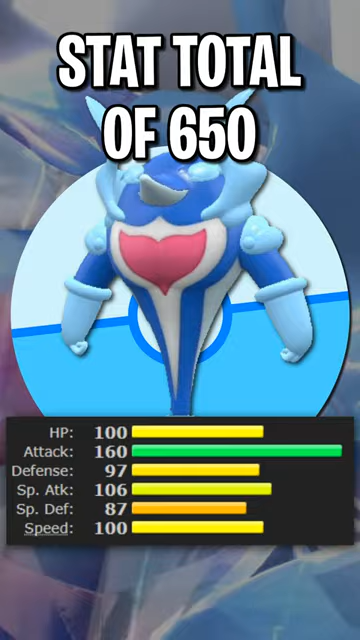 STAT TOTAL
OF 650
HP: 100
Attack: 160
Defense: 97
Sp. Atk: 106
Sp. Def: 87
Speed: 100